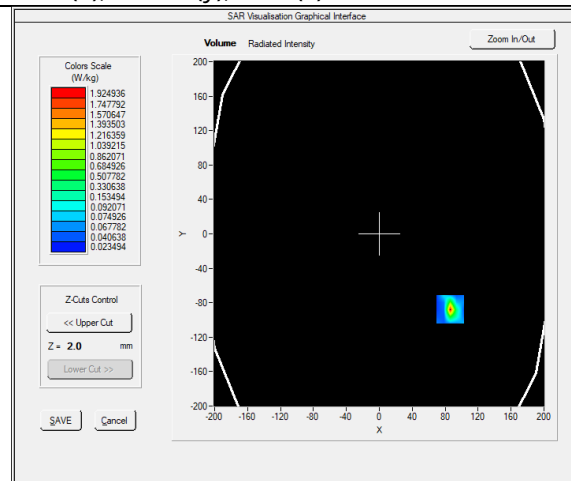 SAR Visualisation Graphical Interface
Volume Radiated Intensity
Zoom In/Out
Colors Scale
(W/kg)
1.924936
1.747792
1.570647
1.393503
1.216359
1.039215
0.862071
0.684926
0.507782
0.330638
0.153494
0.092071
0.074926
0.067782
0.040638
0.023494
Z-Cuts Control
<< Upper Cut
Z = 2.0 mm
Lower Cut >>
SAVE Cancel
200
160
120
80
40
0
-40
-80
-120
-160
-200
Y
-200 -160 -120 -80 -40 0 40 80 120 160 200
X